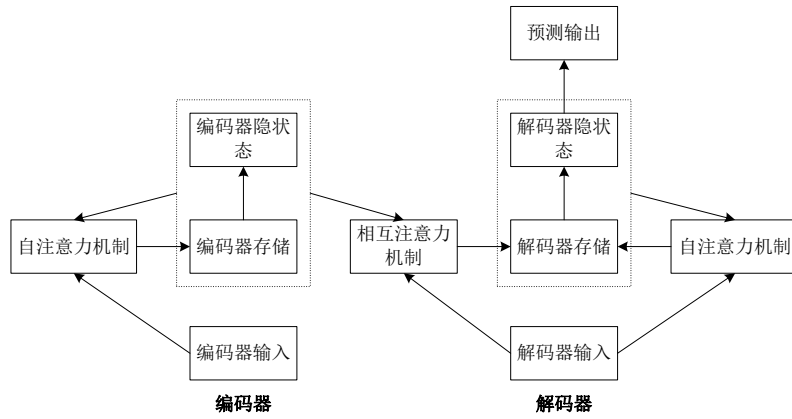 预测输出
编码器隐状
态
解码器隐状
态
自注意力机制
编码器存储
相互注意力
机制
解码器存储
自注意力机制
编码器输入
解码器输入
编码器
解码器